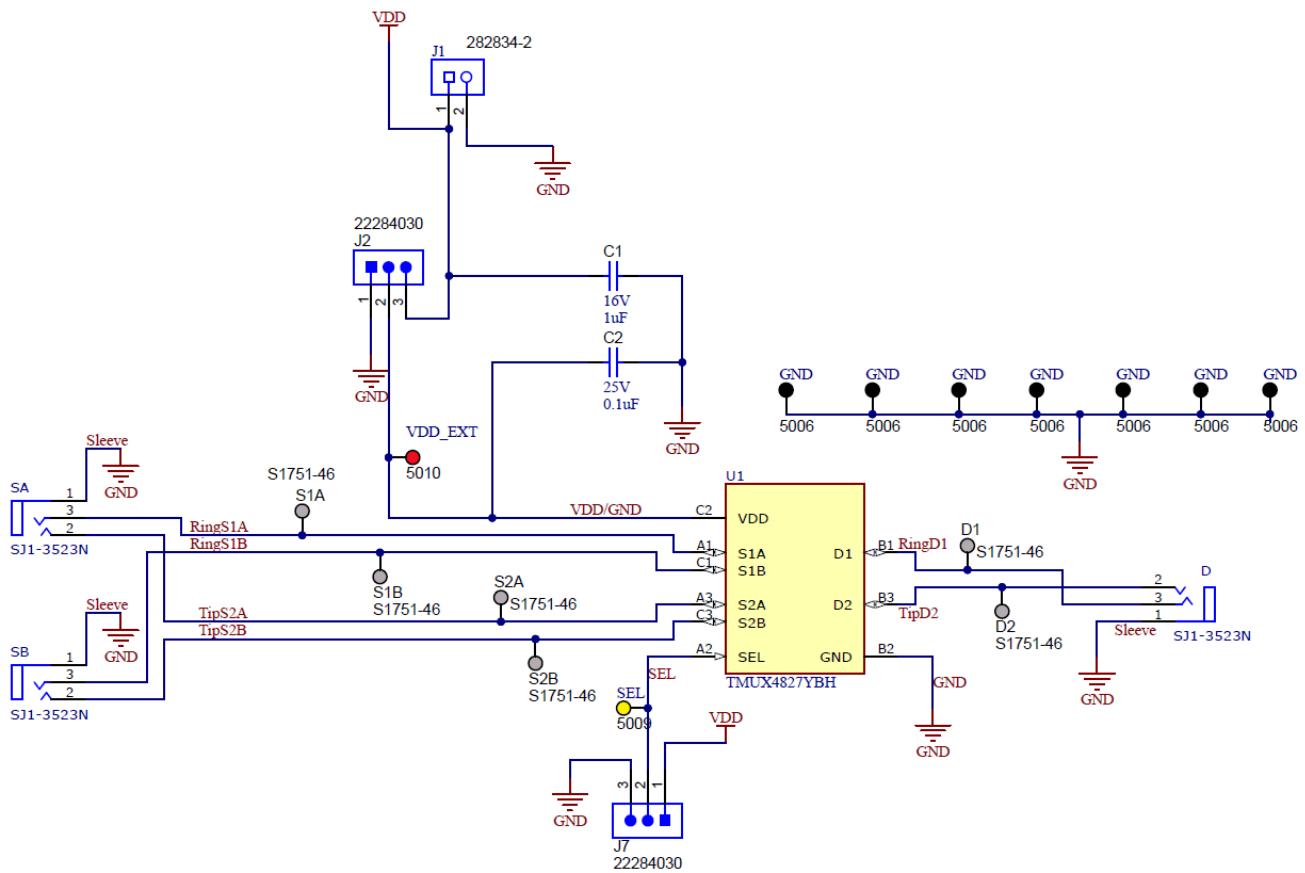 VDD
J1
282834-2
1
2
GND
22284030
J2
1
2
3
GND
C1
16V
1uF
C2
25V
0.1uF
GND
GND GND GND GND GND GND GND
5006 5006 5006 5006 5006 5006 5006
GND
VDD_EXT
5010
Sleeve
GND
SA
1
3
2
SJ1-3523N
S1751-46
S1A
RingS1A
RingS1B
S1B
S1751-46
S2A
S1751-46
Sleeve
GND
TipS2A
TipS2B
S2B
S1751-46
SB
1
3
2
SJ1-3523N
VDD/GND
U1
C2 VDD
A1 S1A
C1 S1B
A3 S2A
C3 S2B
A2 SEL
D1 B1
D2 B3
GND B2
TMUX4827YBH
RingD1
TipD2
GND
GND
D1
S1751-46
D2
S1751-46
D
2
3
1
Sleeve
SJ1-3523N
GND
SEL
SEL
5009
VDD
GND
3
2
1
J7
22284030